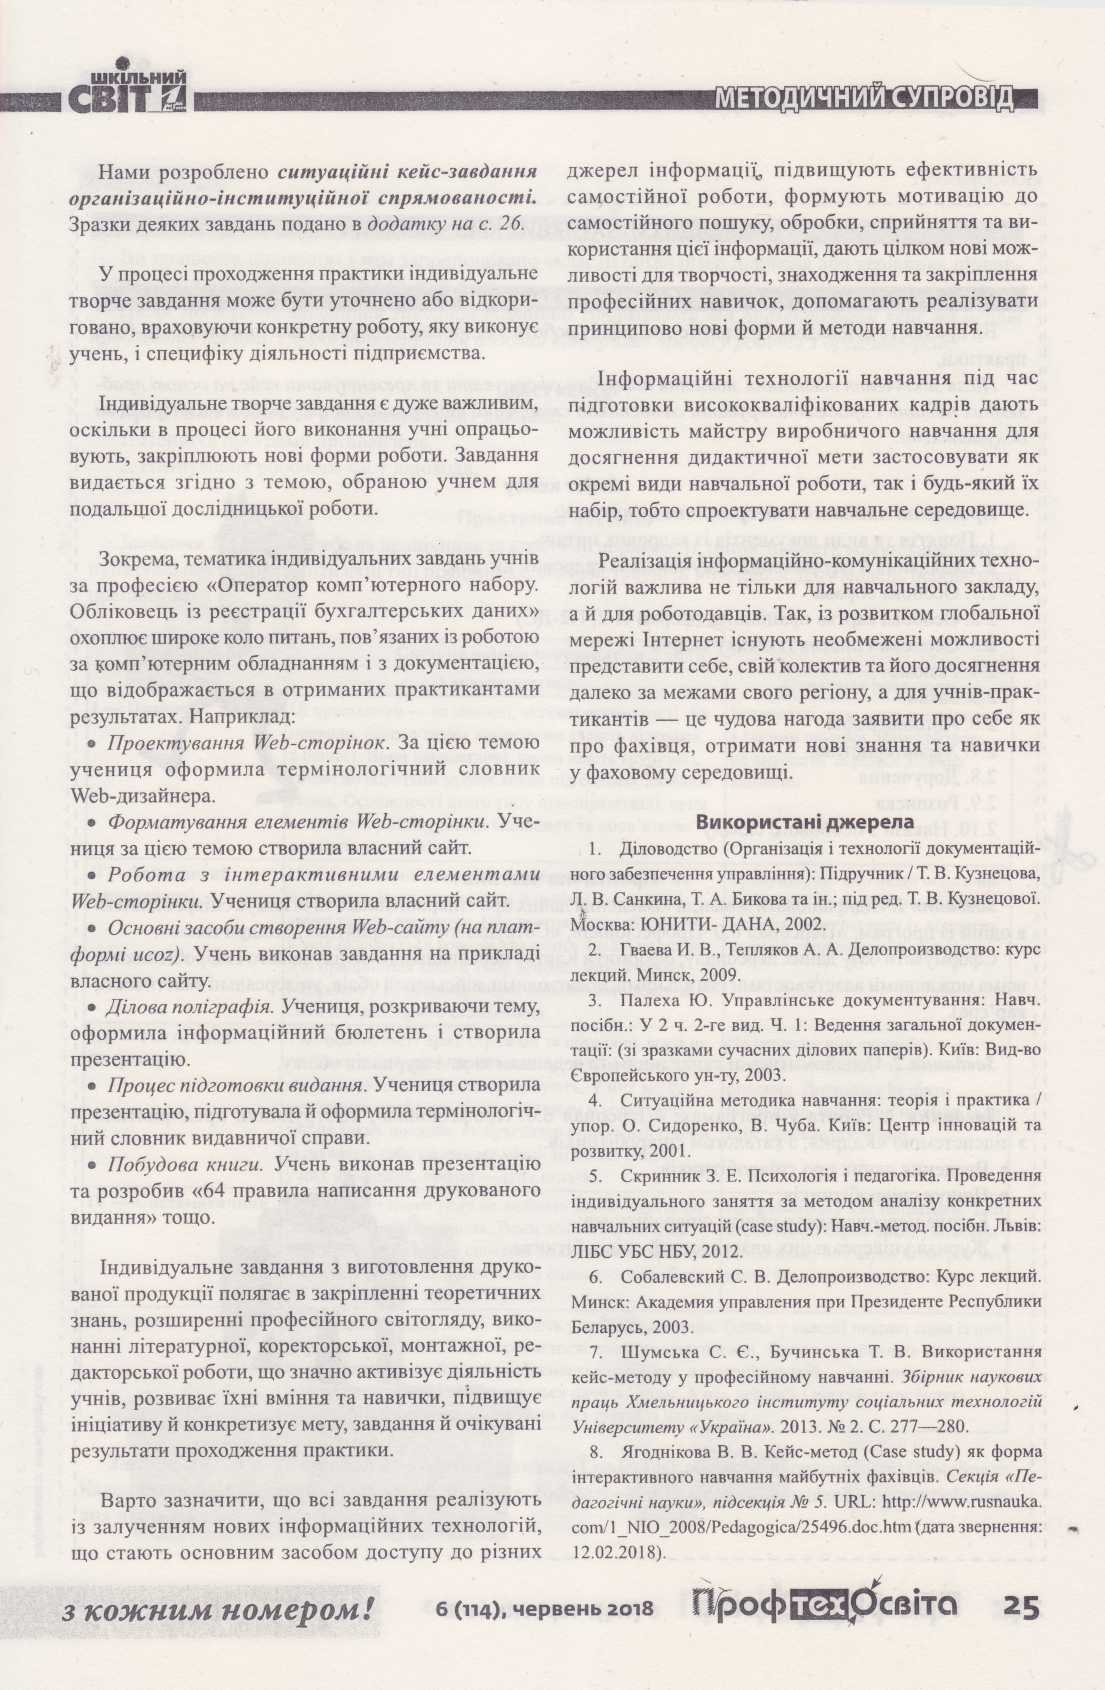 шкільний
СВІТ
МЕТОДИЧНИЙ СУПРОВІД
Нами розроблено ситуаційні кейс-завдання
організаційно-інституційної спрямованості.
Зразки деяких завдань подано в додатку на с. 26.
У процесі проходження практики індивідуальне
творче завдання може бути уточнено або відкори-
говано, враховуючи конкретну роботу, яку виконує
учень, і специфіку діяльності підприємства.
Індивідуальне творче завдання є дуже важливим,
оскільки в процесі його виконання учні опрацьо-
вують, закріплюють нові форми роботи. Завдання
видається згідно з темою, обраною учнем для
подальшої дослідницької роботи.
Зокрема, тематика індивідуальних завдань учнів
за професією «Оператор комп’ютерного набору.
Обліковець із реєстрації бухгалтерських даних»
охоплює широке коло питань, пов’язаних із роботою
за комп’ютерним обладнанням і з документацією,
що відображається в отриманих практикантами
результатах. Наприклад:
• Проектування Web-сторінок. За цією темою
учениця оформила термінологічний словник
Web-дизайнера.
• Форматування елементів Web-сторінки. Уче-
ниця за цією темою створила власний сайт.
• Робота з інтерактивними елементами
Web-сторінки. Учениця створила власний сайт.
• Основні засоби створення Web-сайту (на плат-
формі ucoz). Учень виконав завдання на прикладі
власного сайту.
• Ділова поліграфія. Учениця, розкриваючи тему,
оформила інформаційний бюлетень і створила
презентацію.
• Процес підготовки видання. Учениця створила
презентацію, підготувала й оформила термінологіч-
ний словник видавничої справи.
• Побудова книги. Учень виконав презентацію
та розробив «64 правила написання друкованого
видання» тощо.
Індивідуальне завдання з виготовлення друко-
ваної продукції полягає в закріпленні теоретичних
знань, розширенні професійного світогляду, вико-
нанні літературної, коректорської, монтажної, ре-
дакторської роботи, що значно активізує діяльність
учнів, розвиває їхні вміння та навички, підвищує
ініціативу й конкретизує мету, завдання й очікувані
результати проходження практики.
Варто зазначити, що всі завдання реалізують
із залученням нових інформаційних технологій,
що стають основним засобом доступу до різних
джерел інформації, підвищують ефективність
самостійної роботи, формують мотивацію до
самостійного пошуку, обробки, сприйняття та ви-
користання цієї інформації, дають цілком нові мож-
ливості для творчості, знаходження та закріплення
професійних навичок, допомагають реалізувати
принципово нові форми й методи навчання.
Інформаційні технології навчання під час
підготовки висококваліфікованих кадрів дають
можливість майстру виробничого навчання для
досягнення дидактичної мети застосовувати як
окремі види навчальної роботи, так і будь-який їх
набір, тобто спроектувати навчальне середовище.
Реалізація інформаційно-комунікаційних техно-
логій важлива не тільки для навчального закладу,
а й для роботодавців. Так, із розвитком глобальної
мережі Інтернет існують необмежені можливості
представити себе, свій колектив та його досягнення
далеко за межами свого регіону, а для учнів-прак-
тикантів — це чудова нагода заявити про себе як
про фахівця, отримати нові знання та навички
у фаховому середовищі.
Використані джерела
1. Діловодство (Організація і технології документацій-
ного забезпечення управління): Підручник / Т. В. Кузнецова,
Л. В. Санкина, Т. А. Бикова та ін.; під ред. Т. В. Кузнецової.
Москва: ЮНИТИ- ДАНА, 2002.
2. Гваева И. В., Тепляков А. А. Делопроизводство: курс
лекций. Минск, 2009.
3. Палеха Ю. Управлінське документування: Навч.
посібн.: У 2 ч. 2-ге вид. Ч. 1: Ведення загальної докумен-
тації: (зі зразками сучасних ділових паперів). Київ: Вид-во
Європейського ун-ту, 2003.
4. Ситуаційна методика навчання: теорія і практика /
упор. О. Сидоренко, В. Чуба. Київ: Центр інновацій та
розвитку, 2001.
5. Скринник З. Е. Психологія і педагогіка. Проведення
індивідуального заняття за методом аналізу конкретних
навчальних ситуацій (case study): Навч.-метод. посібн. Львів:
ЛІБС УБС НБУ, 2012.
6. Собалевский С. В. Делопроизводство: Курс лекций.
Минск: Академия управления при Президенте Республики
Беларусь, 2003.
7. Шумська С. Є., Бучинська Т. В. Використання
кейс-методу у професійному навчанні. Збірник наукових
праць Хмельницького інституту соціальних технологій
Університету «Україна». 2013. № 2. С. 277—280.
8. Ягоднікова В. В. Кейс-метод (Case study) як форма
інтерактивного навчання майбутніх фахівців. Секція «Пе-
дагогічні науки», підсекція № 5. URL: http://www.rusnauka.
com/1_NIO_2008/Pedagogica/25496.doc.htm (дата звернення:
12.02.2018).
з кожним номером!
6 (114), червень 2018
ПрофтехОсвіта
25